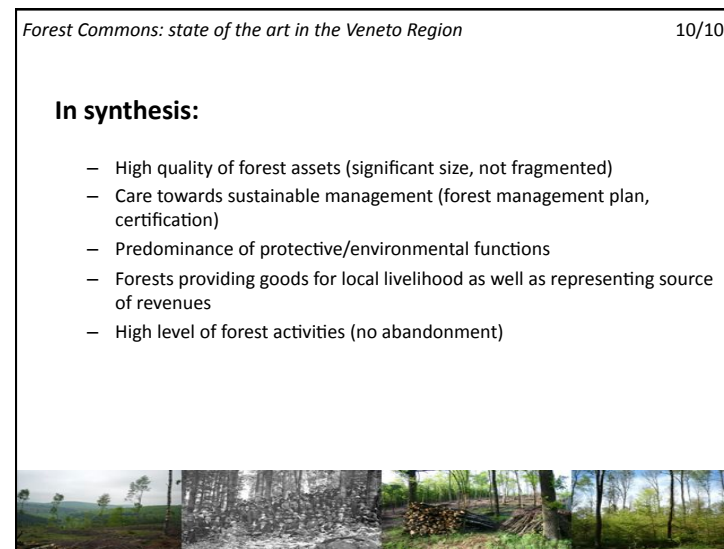 Forest Commons: state of the art in the Veneto Region 10/10
In synthesis:
– High quality of forest assets (significant size, not fragmented)
– Care towards sustainable management (forest management plan,
certification)
– Predominance of protective/environmental functions
– Forests providing goods for local livelihood as well as representing source
of revenues
– High level of forest activities (no abandonment)